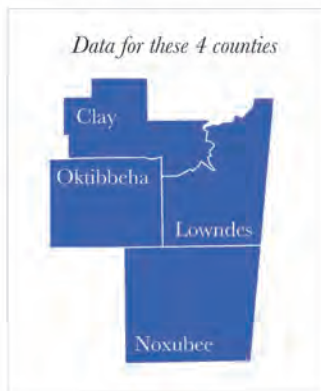 Data for these 4 counties
Clay
Oktibbeha
Lowndes
Noxubee